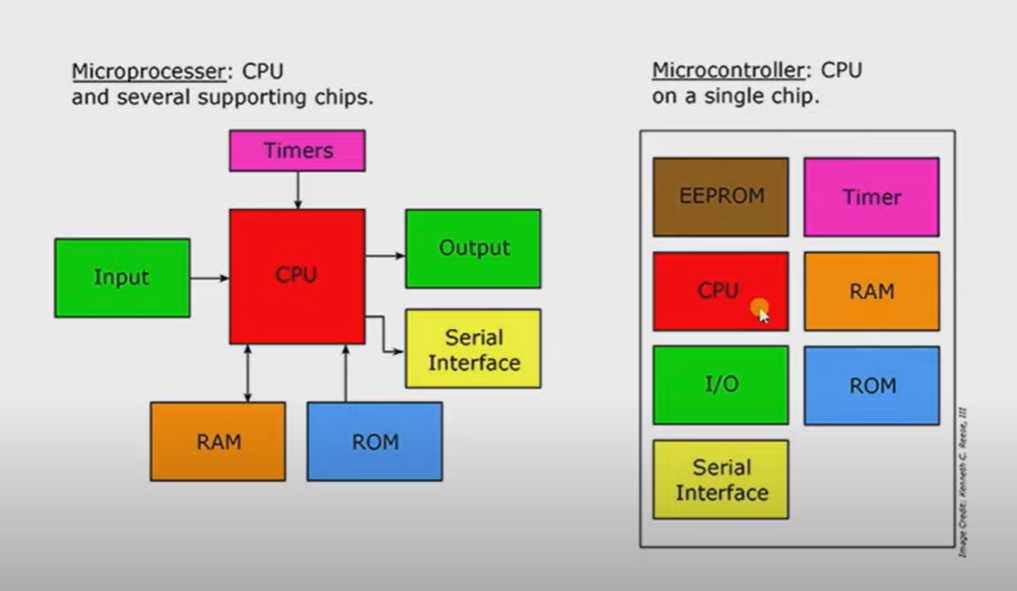 Microprocesser: CPU
and several supporting chips.
Timers
Input
CPU
Output
Serial
Interface
RAM
ROM
Microcontroller: CPU
on a single chip.
EEPROM
Timer
CPU
RAM
I/O
ROM
Serial
Interface
Image Credit: Kenneth C. Reese, III